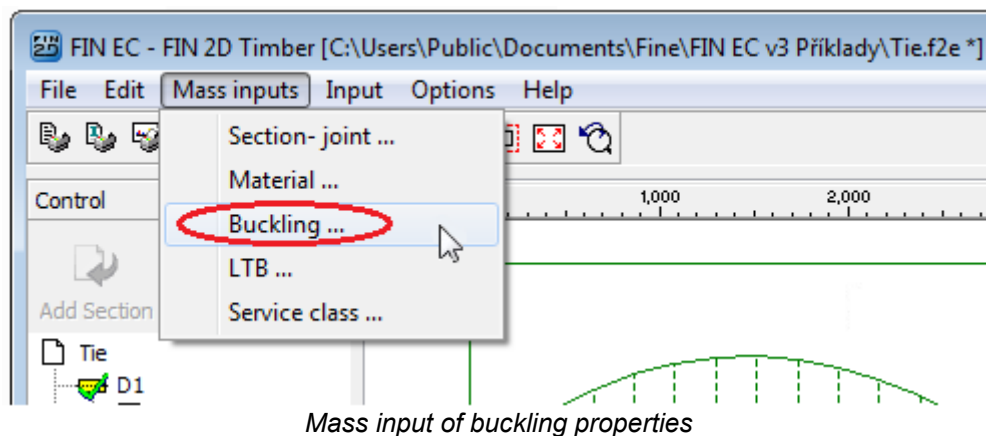 FIN EC - FIN 2D Timber [C:\Users\Public\Documents\Fine\FIN EC v3 Příklady\Tie.f2e *]
File Edit Mass inputs Input Options Help
Section- joint ...
Material ...
Control
1,000 2,000
Buckling ...
LTB ...
Add Section
Service class ...
Tie
D1
Mass input of buckling properties